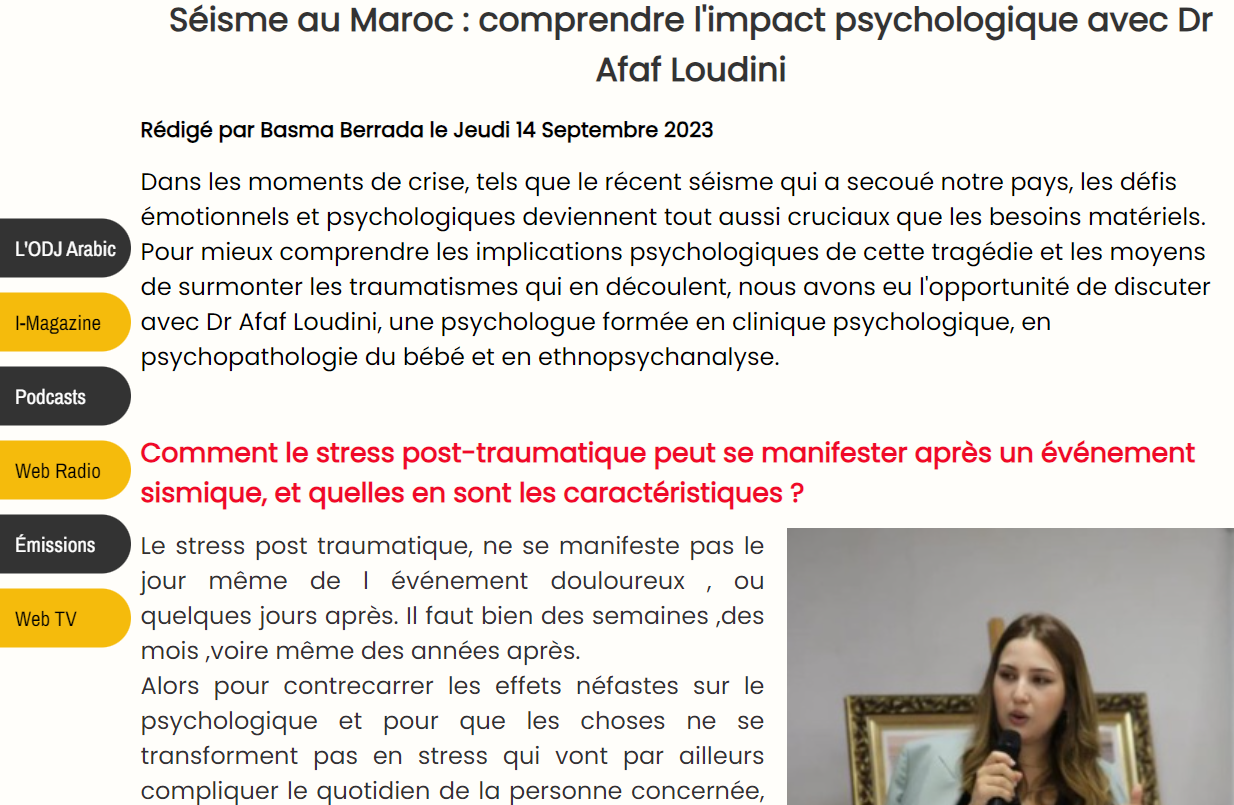 Séisme au Maroc : comprendre l'impact psychologique avec Dr
Afaf Loudini
Rédigé par Basma Berrada le Jeudi 14 Septembre 2023
Dans les moments de crise, tels que le récent séisme qui a secoué notre pays, les défis
émotionnels et psychologiques deviennent tout aussi cruciaux que les besoins matériels.
Pour mieux comprendre les implications psychologiques de cette tragédie et les moyens
de surmonter les traumatismes qui en découlent, nous avons eu l'opportunité de discuter
avec Dr Afaf Loudini, une psychologue formée en clinique psychologique, en
psychopathologie du bébé et en ethnopsychanalyse.
L'ODJ Arabic
I-Magazine
Podcasts
Web Radio
Émissions
Web TV
Comment le stress post-traumatique peut se manifester après un événement
sismique, et quelles en sont les caractéristiques ?
Le stress post traumatique, ne se manifeste pas le
jour même de l événement douloureux , ou
quelques jours après. Il faut bien des semaines ,des
mois ,voire même des années après.
Alors pour contrecarrer les effets néfastes sur le
psychologique et pour que les choses ne se
transforment pas en stress qui vont par ailleurs
compliquer le quotidien de la personne concernée,